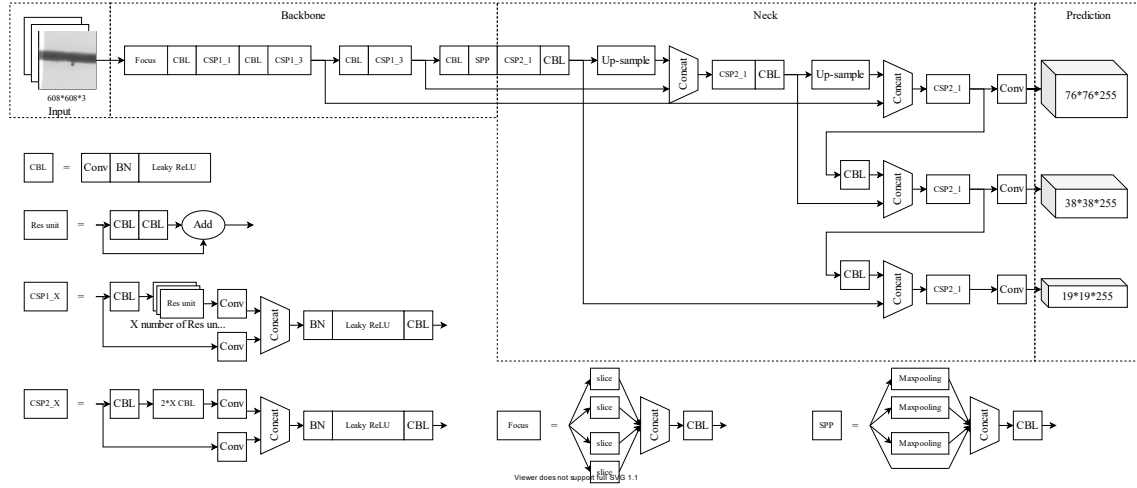 Backbone
Neck
Prediction
608*608*3
Input
Focus CBL CSP1_1 CBL CSP1_3
CBL CSP1_3
CBL SPP CSP2_1 CBL
Up-sample
Concat
CSP2_1 CBL
Up-sample
Concat
CSP2_1
Conv
76*76*255
CBL
Concat
CSP2_1
Conv
38*38*255
CBL
Concat
CSP2_1
Conv
19*19*255
CBL = Conv BN Leaky ReLU
Res unit = CBL CBL Add
CSP1_X = CBL Res unit Conv
X number of Res un...
Conv
Concat
BN Leaky ReLU CBL
CSP2_X = CBL 2*X CBL Conv
Conv
Concat
BN Leaky ReLU CBL
Focus =
slice
slice
slice
slice
Concat
CBL
SPP =
Maxpooling
Maxpooling
Maxpooling
Concat
CBL
Viewer does not support full SVG 1.1